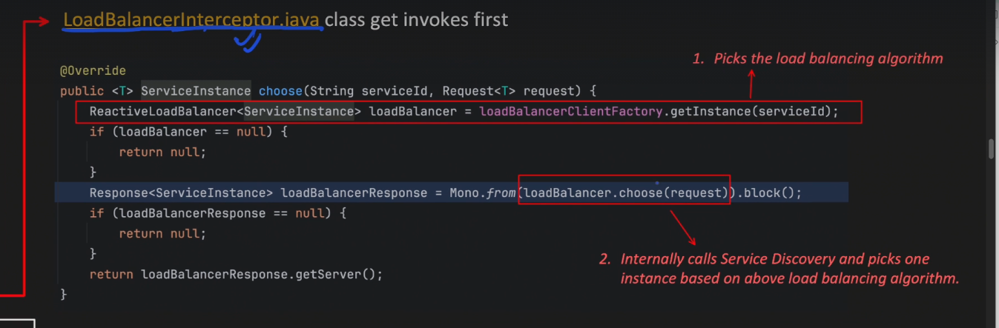 LoadBalancerInterceptor.java class get invokes first
1. Picks the load balancing algorithm
@Override
public <T> ServiceInstance choose(String serviceId, Request<T> request) {
ReactiveLoadBalancer<ServiceInstance> loadBalancer = loadBalancerClientFactory.getInstance(serviceId);
if (loadBalancer == null) {
return null;
}
Response<ServiceInstance> loadBalancerResponse = Mono.from(loadBalancer.choose(request)).block();
if (loadBalancerResponse == null) {
return null;
}
2. Internally calls Service Discovery and picks one
instance based on above load balancing algorithm.
return loadBalancerResponse.getServer();
}